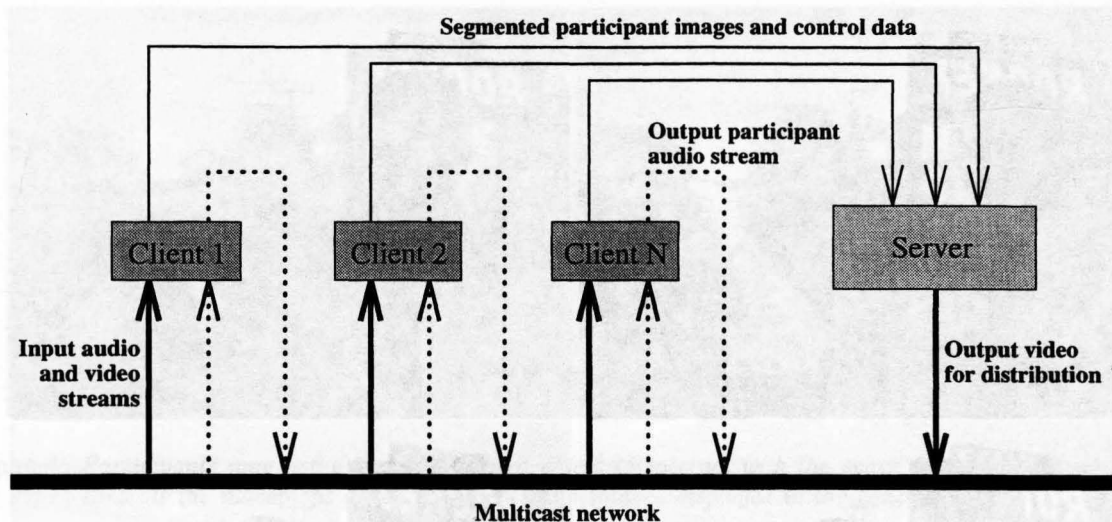 Segmented participant images and control data
Output participant
audio stream
Client 1
Client 2
Client N
Server
Input audio
and video
streams
Output video
for distribution
Multicast network